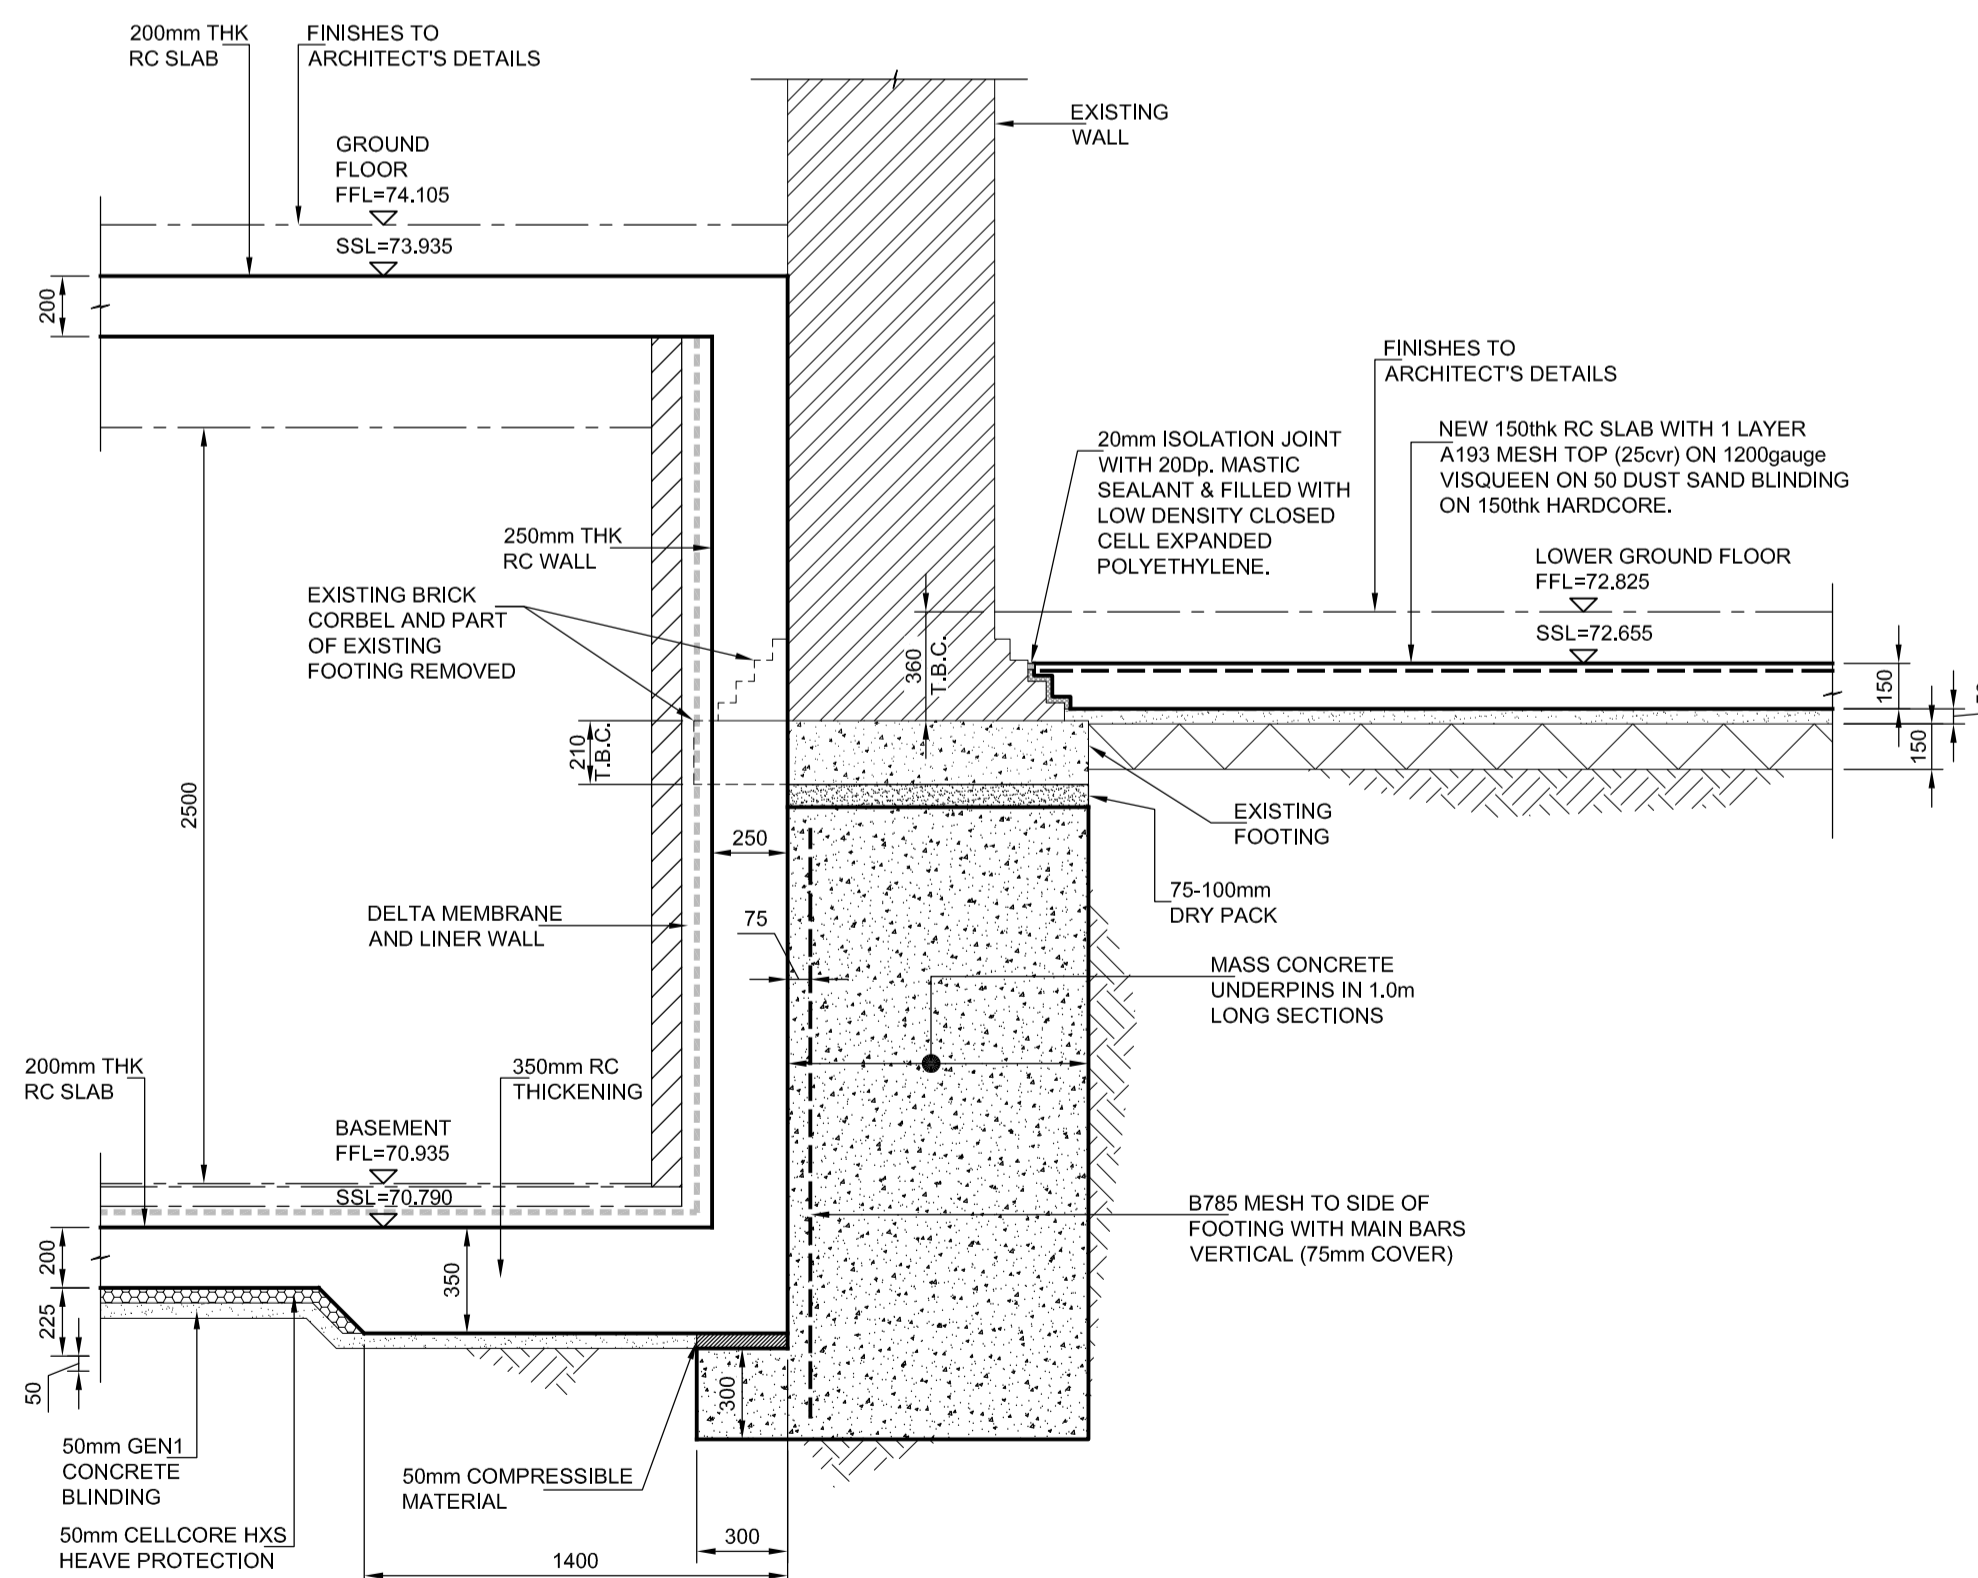 200mm THK
RC SLAB
FINISHES TO
ARCHITECT'S DETAILS
EXISTING
WALL
GROUND
FLOOR
FFL=74.105
SSL=73.935
200
FINISHES TO
ARCHITECT'S DETAILS
20mm ISOLATION JOINT
WITH 20Dp. MASTIC
SEALANT & FILLED WITH
LOW DENSITY CLOSED
CELL EXPANDED
POLYETHYLENE.
NEW 150thk RC SLAB WITH 1 LAYER
A193 MESH TOP (25cvr) ON 1200gauge
VISQUEEN ON 50 DUST SAND BLINDING
ON 150thk HARDCORE.
LOWER GROUND FLOOR
FFL=72.825
SSL=72.655
250mm THK
RC WALL
EXISTING BRICK
CORBEL AND PART
OF EXISTING
FOOTING REMOVED
360
T.B.C.
150
150
210
T.B.C.
2500
EXISTING
FOOTING
250
75-100mm
DRY PACK
DELTA MEMBRANE
AND LINER WALL
75
MASS CONCRETE
UNDERPINS IN 1.0m
LONG SECTIONS
200mm THK
RC SLAB
350mm RC
THICKENING
BASEMENT
FFL=70.935
SSL=70.790
B785 MESH TO SIDE OF
FOOTING WITH MAIN BARS
VERTICAL (75mm COVER)
200
350
225
50
300
50mm GEN1
CONCRETE
BLINDING
50mm COMPRESSIBLE
MATERIAL
50mm CELLCORE HXS
HEAVE PROTECTION
300
1400